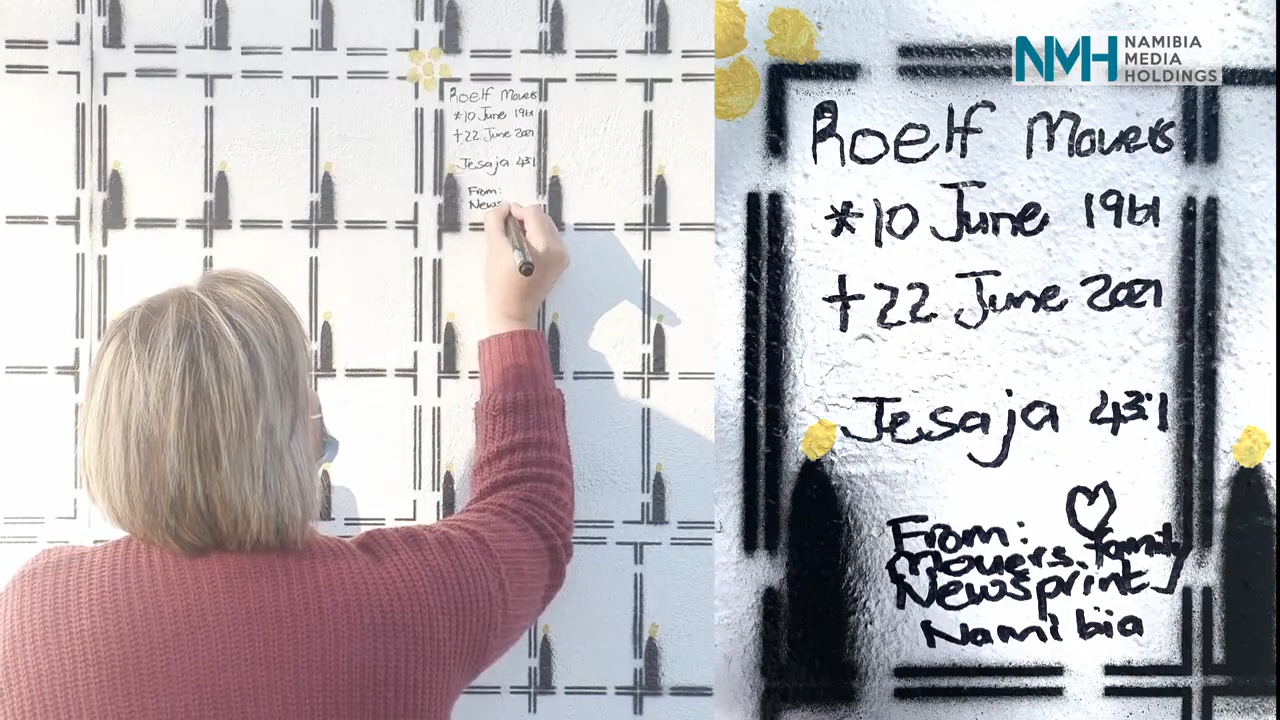 Roelf Mouers
*10 June 1961
†22 June 2021
Jesaja 43:1
From:
News
NMH NAMIBIA
MEDIA
HOLDINGS
Roelf Mouers
*10 June 1961
†22 June 2021
Jesaja 43:1
From:
Mouers family
Newsprint
Namibia